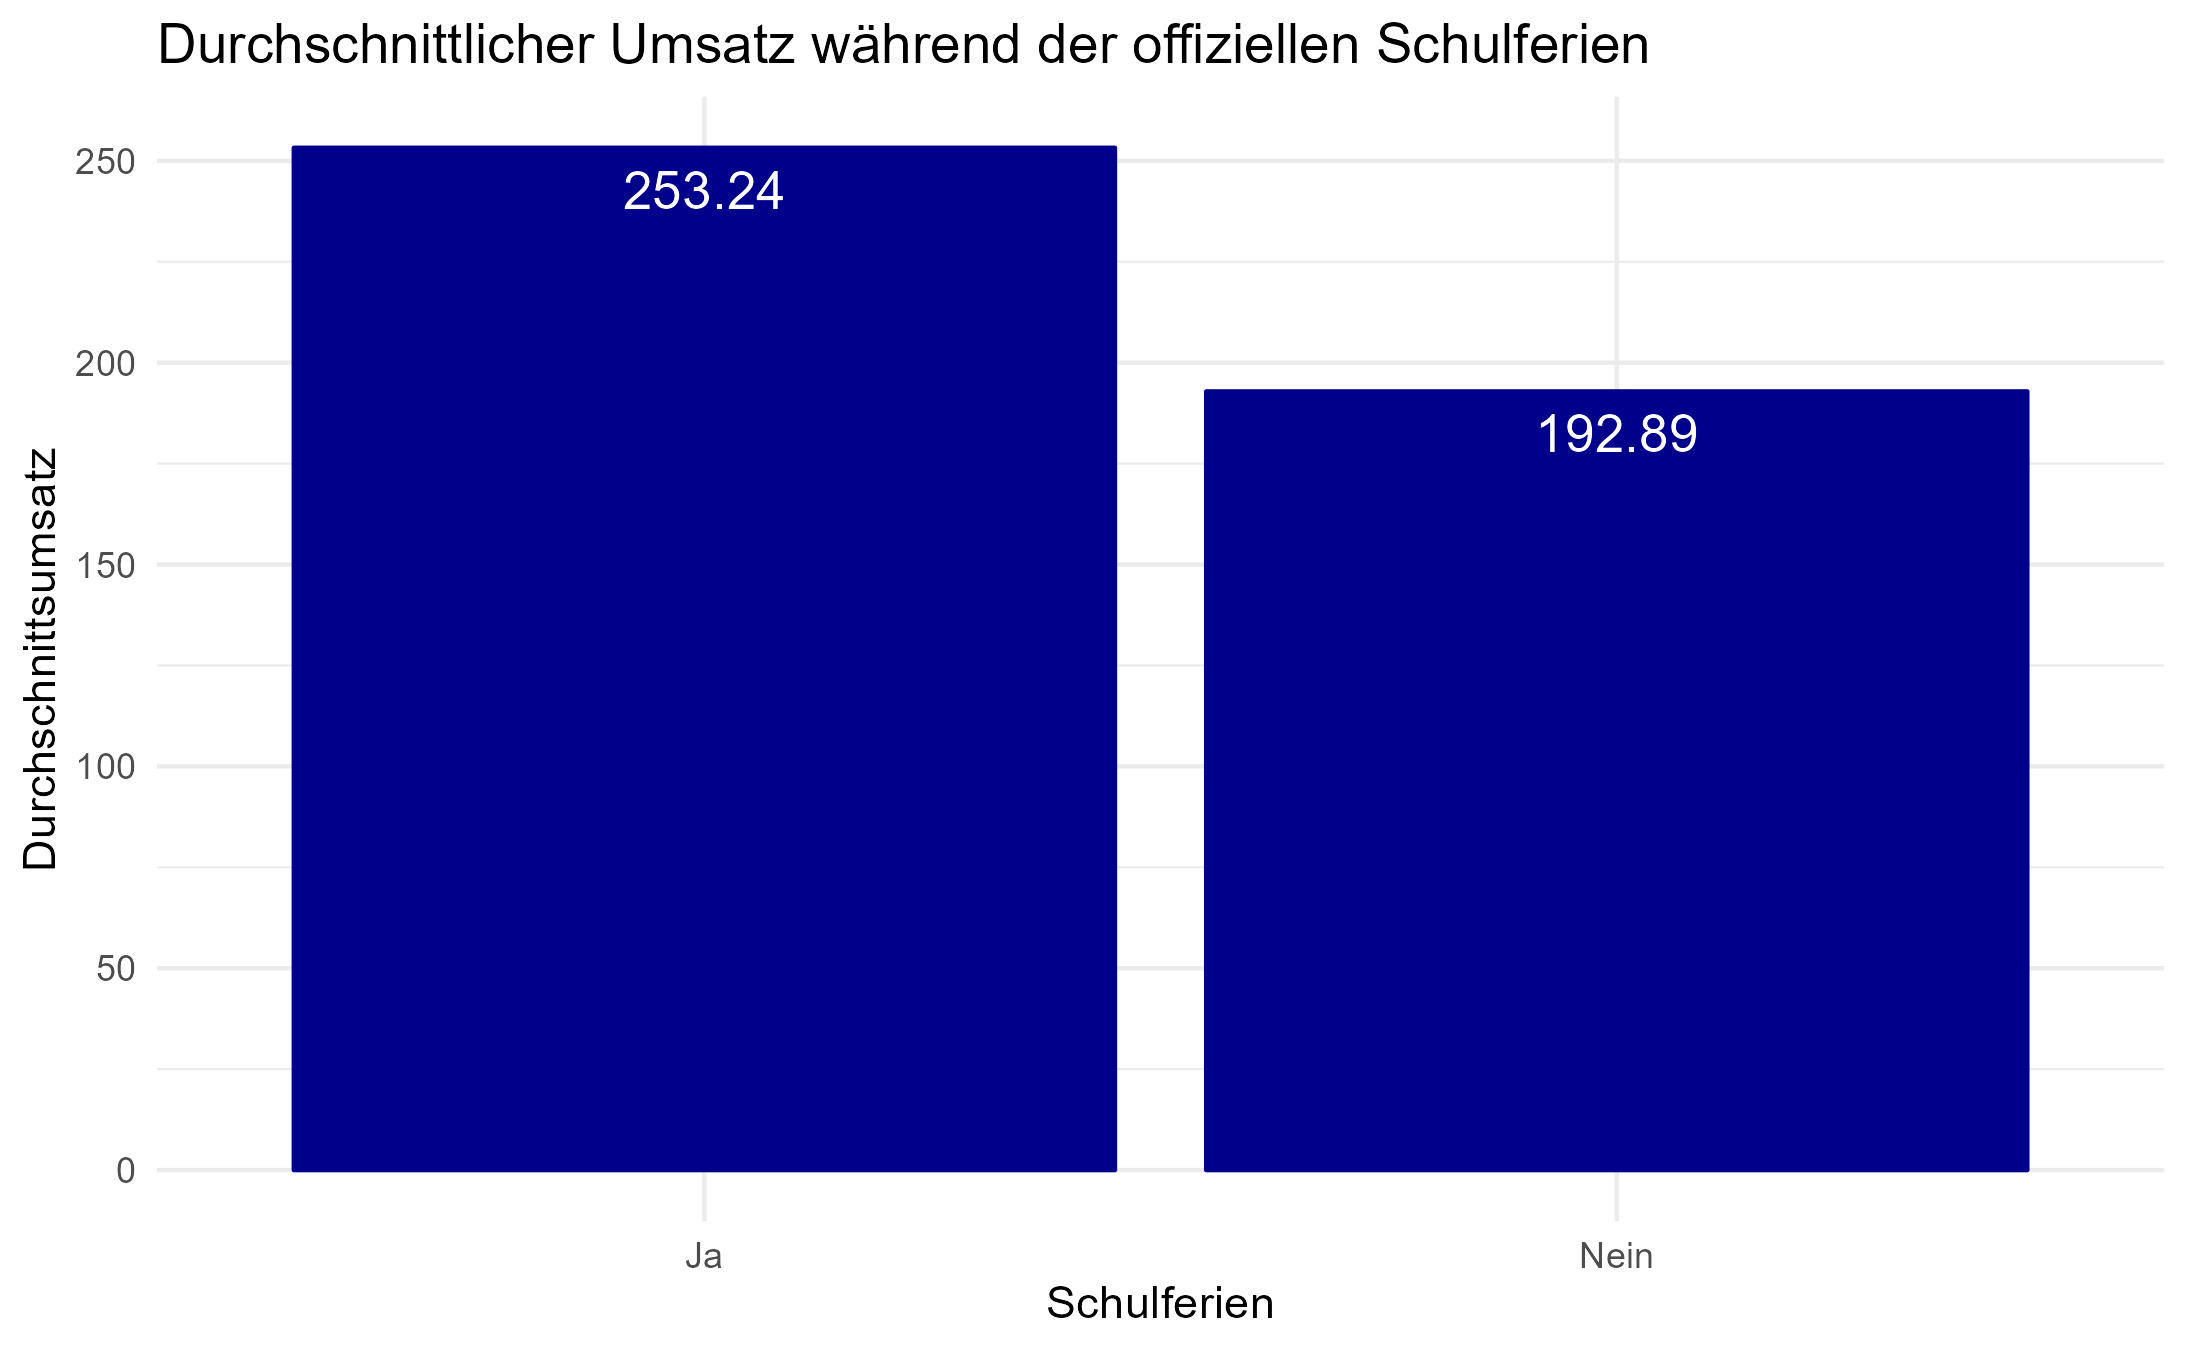 Durchschnittlicher Umsatz während der offiziellen Schulferien
Durchschnittsumsatz
250
200
150
100
50
0
253.24
192.89
Ja
Nein
Schulferien